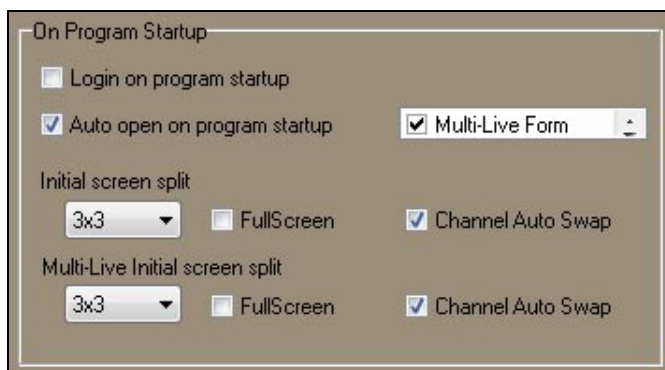 On Program Startup
Login on program startup
Auto open on program startup Multi-Live Form
Initial screen split
3x3 FullScreen Channel Auto Swap
Multi-Live Initial screen split
3x3 FullScreen Channel Auto Swap